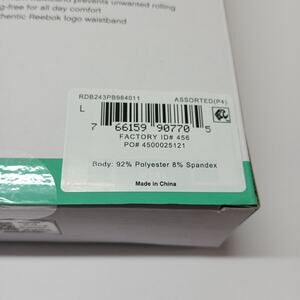 prevents unwanted rolling
g-free for all day comfort
thentic Reebok logo waistband
RDB243PB984011 ASSORTED(P4)
L
7 66159 90770 5
FACTORY ID# 456
PO# 4500025121
Body: 92% Polyester 8% Spandex
Made in China